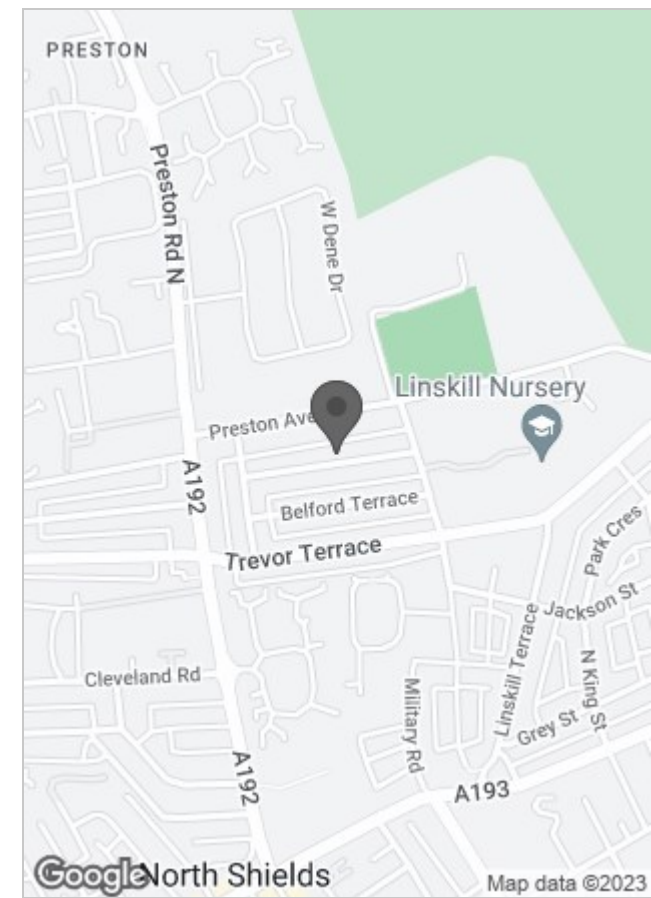 PRESTON
Preston Rd N
W Dene Dr
Linskill Nursery
Preston Ave
A192
Belford Terrace
Trevor Terrace
Park Cres
Jackson St
Linskill Terrace
N King St
Cleveland Rd
Military Rd
Grey St
A192
A193
Google
North Shields
Map data ©2023